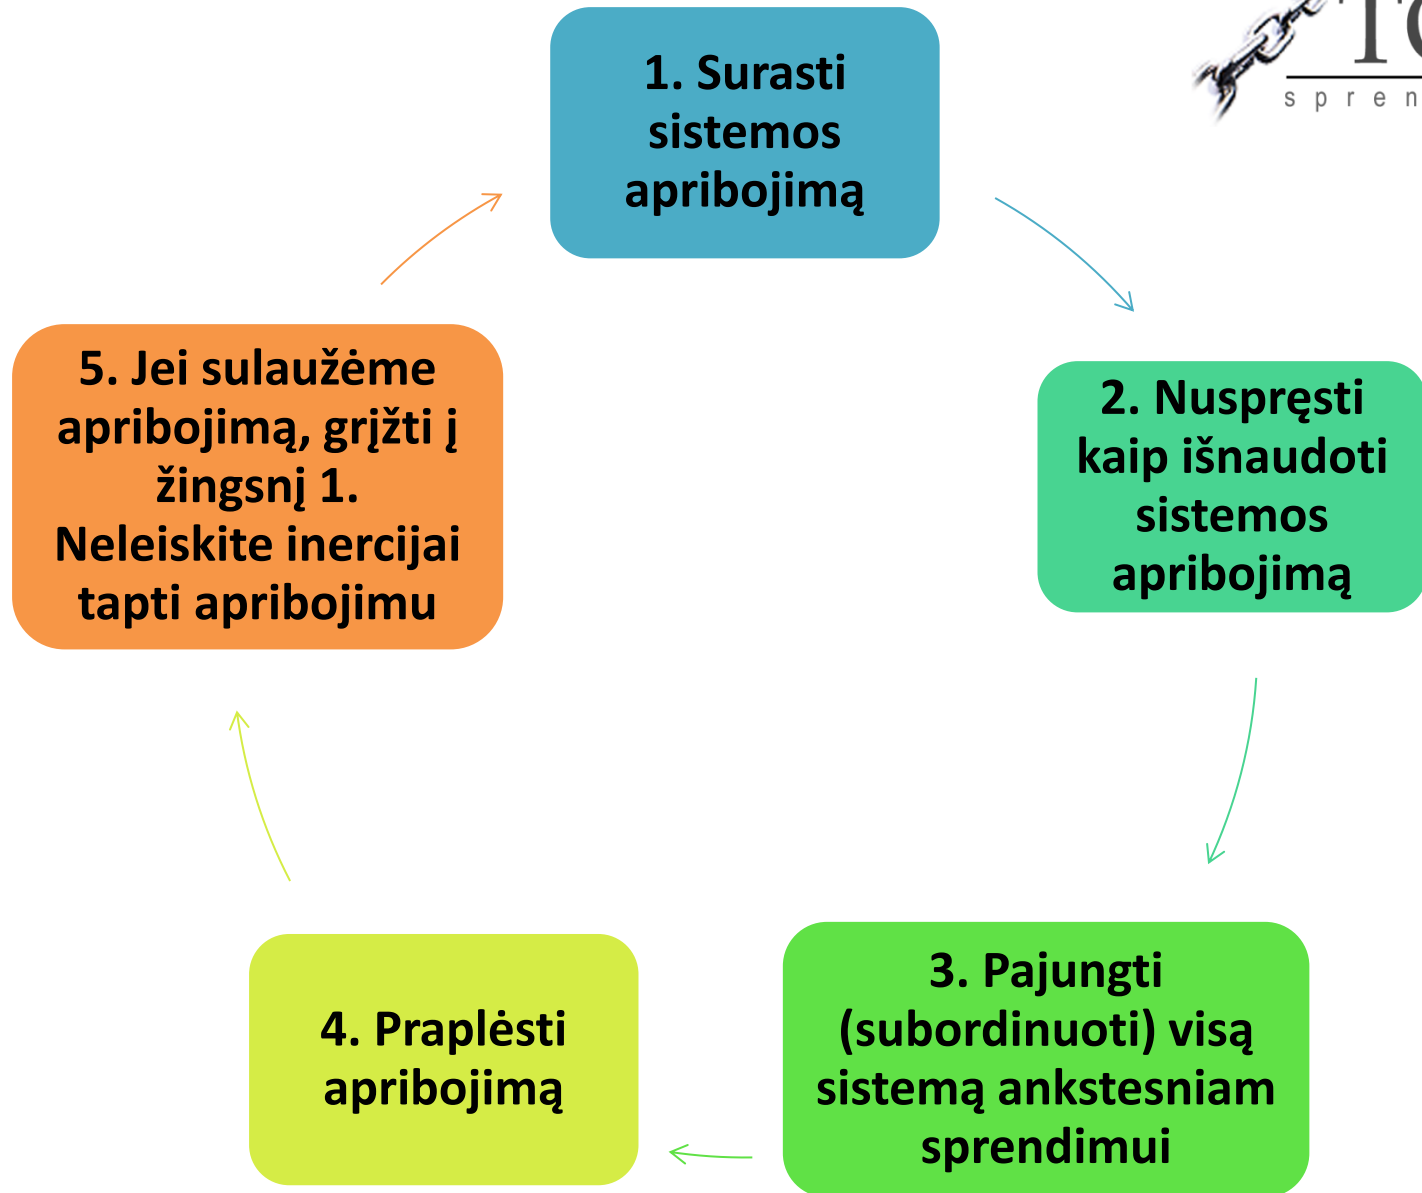 1. Surasti
sistemos
apribojimą
2. Nuspręsti
kaip išnaudoti
sistemos
apribojimą
3. Pajungti
(subordinuoti) visą
sistemą ankstesniam
sprendimui
4. Praplėsti
apribojimą
5. Jei sulaužėme
apribojimą, grįžti į
žingsnį 1.
Neleiskite inercijai
tapti apribojimu